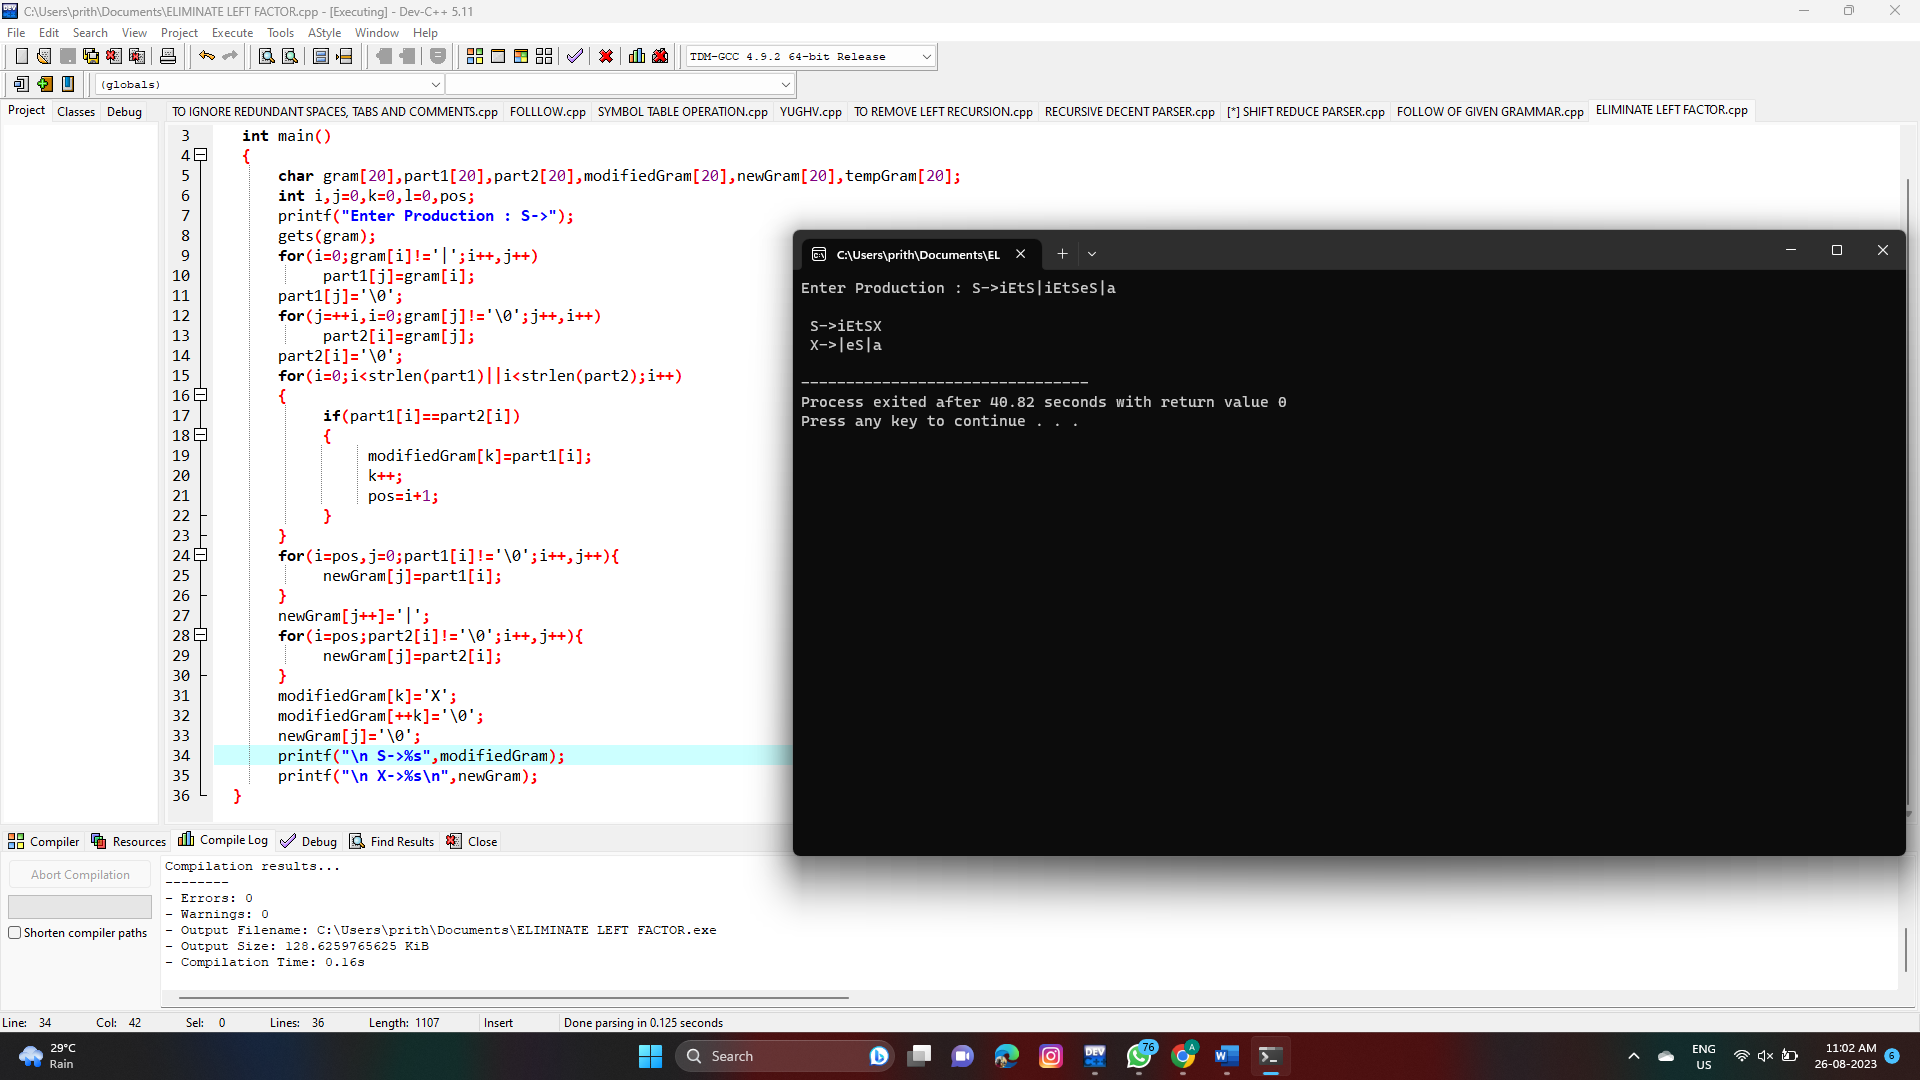 C:\Users\prith\Documents\ELIMINATE LEFT FACTOR.cpp - [Executing] - Dev-C++ 5.11
File Edit Search View Project Execute Tools AStyle Window Help
TDM-GCC 4.9.2 64-bit Release
(globals)
Project Classes Debug
TO IGNORE REDUNDANT SPACES, TABS AND COMMENTS.cpp FOLLLOW.cpp SYMBOL TABLE OPERATION.cpp YUGHV.cpp TO REMOVE LEFT RECURSION.cpp RECURSIVE DECENT PARSER.cpp [*] SHIFT REDUCE PARSER.cpp FOLLOW OF GIVEN GRAMMAR.cpp ELIMINATE LEFT FACTOR.cpp
3 int main()
4 {
5 char gram[20],part1[20],part2[20],modifiedGram[20],newGram[20],tempGram[20];
6 int i,j=0,k=0,l=0,pos;
7 printf("Enter Production : S->");
8 gets(gram);
9 for(i=0;gram[i]!='|';i++,j++)
10 part1[j]=gram[i];
11 part1[j]='\0';
12 for(j=++i,i=0;gram[j]!='\0';j++,i++)
13 part2[i]=gram[j];
14 part2[i]='\0';
15 for(i=0;i<strlen(part1)||i<strlen(part2);i++)
16 {
17 if(part1[i]==part2[i])
18 {
19 modifiedGram[k]=part1[i];
20 k++;
21 pos=i+1;
22 }
23 }
24 for(i=pos,j=0;part1[i]!='\0';i++,j++){
25 newGram[j]=part1[i];
26 }
27 newGram[j++]='|';
28 for(i=pos;part2[i]!='\0';i++,j++){
29 newGram[j]=part2[i];
30 }
31 modifiedGram[k]='X';
32 modifiedGram[++k]='\0';
33 newGram[j]='\0';
34 printf("\n S->%s",modifiedGram);
35 printf("\n X->%s\n",newGram);
36 }
C:\Users\prith\Documents\EL
Enter Production : S->iEtS|iEtSeS|a
S->iEtSX
X->|eS|a
--------------------------------
Process exited after 40.82 seconds with return value 0
Press any key to continue . . .
Compiler Resources Compile Log Debug Find Results Close
Abort Compilation
Shorten compiler paths
Compilation results...
--------
- Errors: 0
- Warnings: 0
- Output Filename: C:\Users\prith\Documents\ELIMINATE LEFT FACTOR.exe
- Output Size: 128.6259765625 KiB
- Compilation Time: 0.16s
Line: 34 Col: 42 Sel: 0 Lines: 36 Length: 1107 Insert Done parsing in 0.125 seconds
29°C
Rain
Search
DEV
76
A
ENG
US
11:02 AM
26-08-2023
6